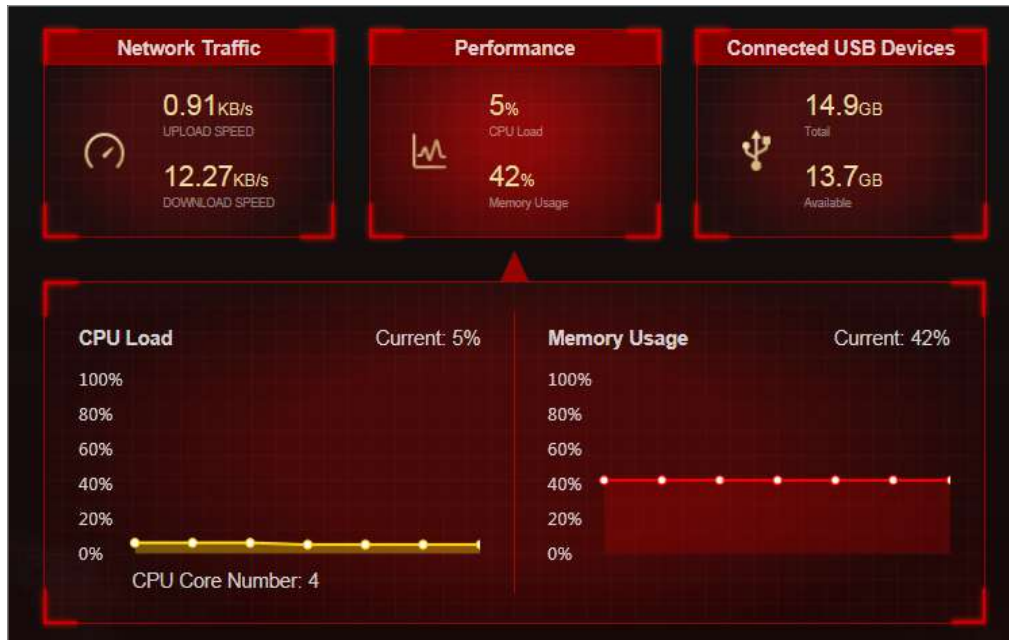 Network Traffic
0.91KB/s
UPLOAD SPEED
12.27KB/s
DOWNLOAD SPEED
Performance
5%
CPU Load
42%
Memory Usage
Connected USB Devices
14.9GB
Total
13.7GB
Available
CPU Load
Current: 5%
100%
80%
60%
40%
20%
0%
CPU Core Number: 4
Memory Usage
Current: 42%
100%
80%
60%
40%
20%
0%